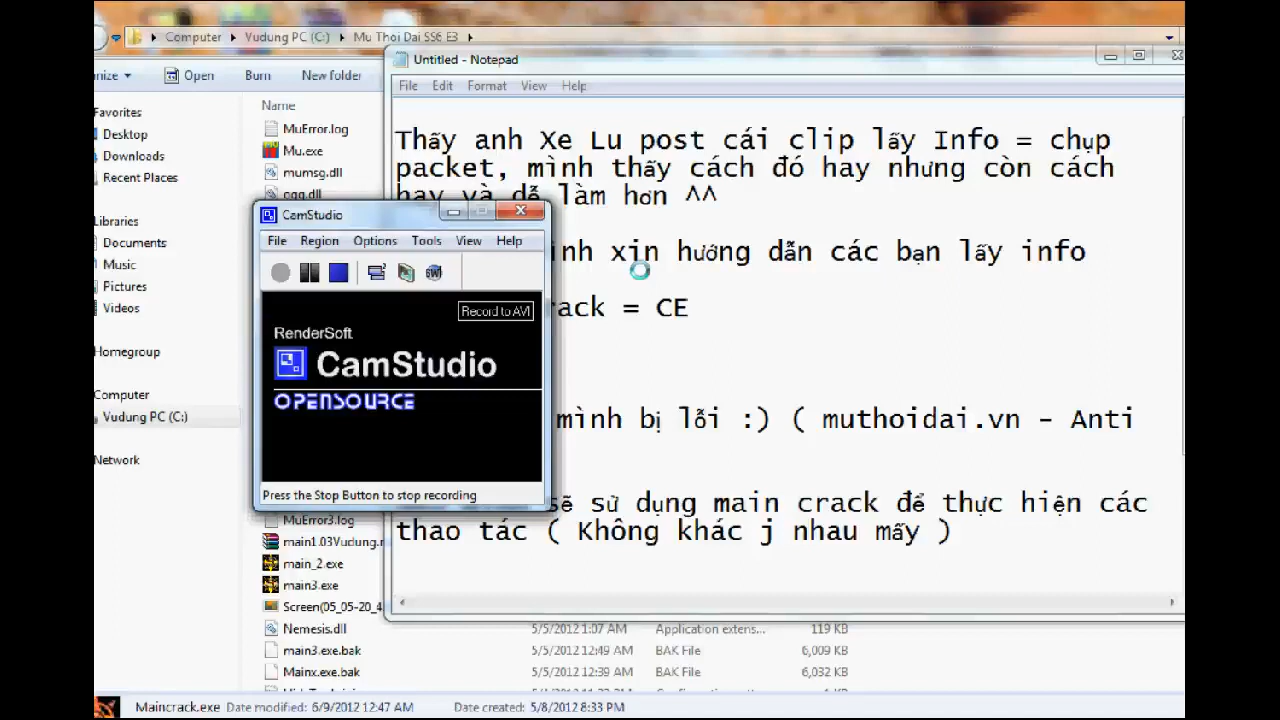 Computer Vudung PC (C:) Mu Thoi Dai SS6 E3
Open Burn New folder
Favorites
Desktop
Downloads
Recent Places
Libraries
Documents
Music
Pictures
Videos
Homegroup
Computer
Vudung PC (C:)
Network
Name
MuError.log
Mu.exe
mumsg.dll
ogg.dll
Untitled - Notepad
File Edit Format View Help
Thấy anh Xe Lu post cái clip lấy Info = chụp
packet, mình thấy cách đó hay nhưng còn cách
hay và dễ làm hơn ^^
xin hướng dẫn các bạn lấy info
= CE
mình bị lỗi :) ( muthoidai.vn - Anti
sẽ sử dụng main crack để thực hiện các
thao tác ( Không khác j nhau mấy )
CamStudio
File Region Options Tools View Help
Record to AVI
RenderSoft
CamStudio
OPENSOURCE
Press the Stop Button to stop recording
MuError3.log
main1.03Vudung.r
main_2.exe
main3.exe
Screen(05_05-20_4
Nemesis.dll 5/5/2012 1:07 AM Application extens... 119 KB
main3.exe.bak 5/5/2012 12:49 AM BAK File 6,009 KB
Mainx.exe.bak 5/5/2012 12:39 AM BAK File 6,032 KB
Maincrack.exe Date modified: 6/9/2012 12:47 AM Date created: 5/8/2012 8:33 PM